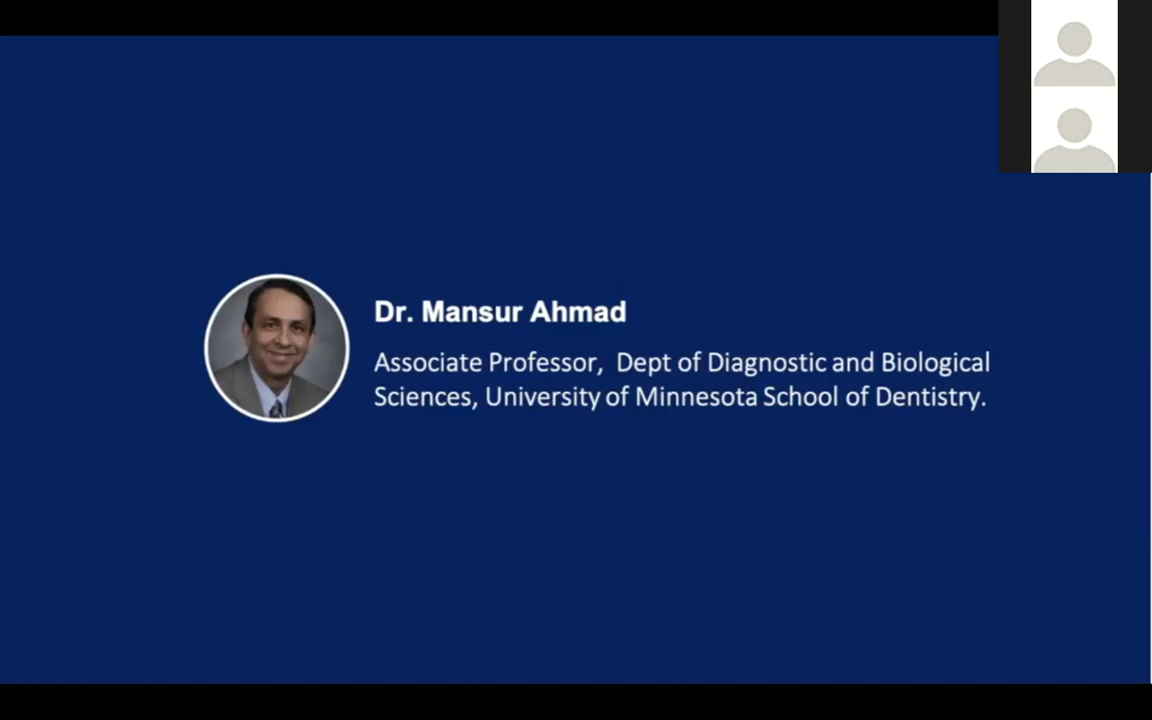 Dr. Mansur Ahmad
Associate Professor,  Dept of Diagnostic and Biological
Sciences, University of Minnesota School of Dentistry.